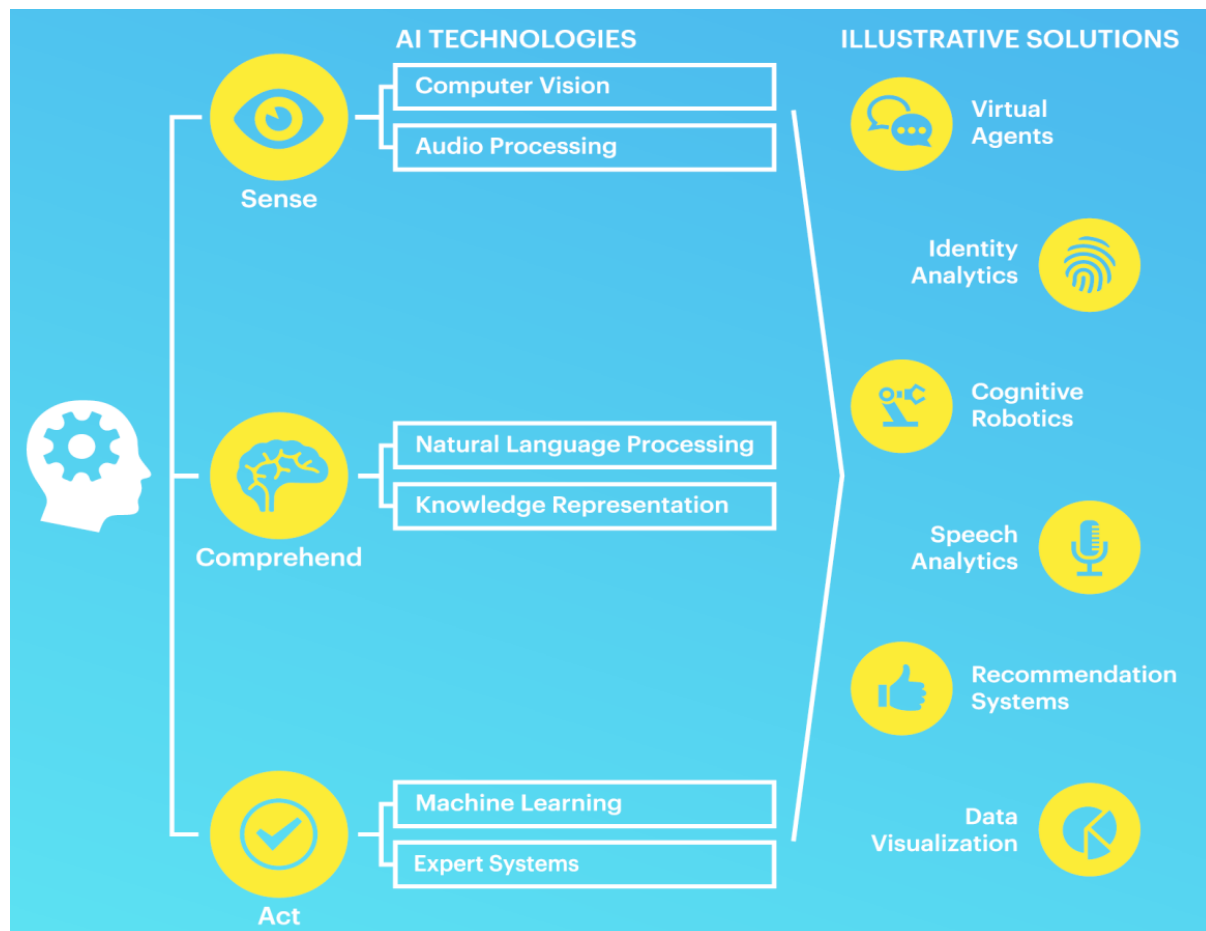 AI TECHNOLOGIES
ILLUSTRATIVE SOLUTIONS
Sense
Computer Vision
Audio Processing
Comprehend
Natural Language Processing
Knowledge Representation
Act
Machine Learning
Expert Systems
Virtual
Agents
Identity
Analytics
Cognitive
Robotics
Speech
Analytics
Recommendation
Systems
Data
Visualization